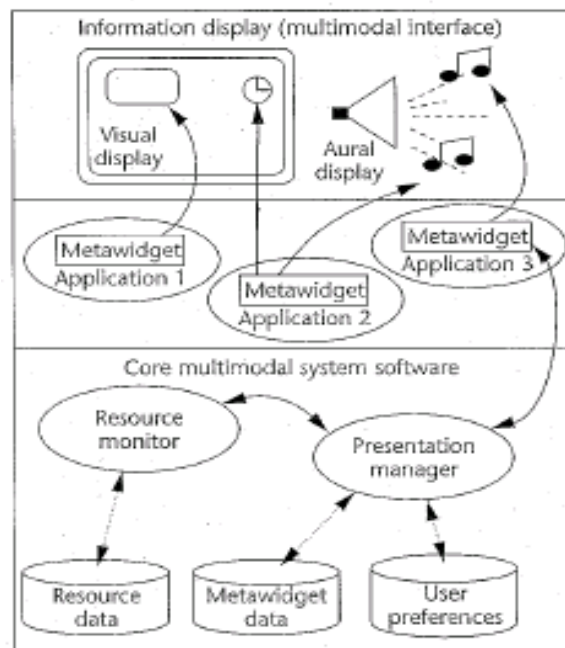 Information display (multimodal interface)
Visual
display
Aural
display
Metawidget
Application 1
Metawidget
Application 2
Metawidget
Application 3
Core multimodal system software
Resource
monitor
Presentation
manager
Resource
data
Metawidget
data
User
preferences